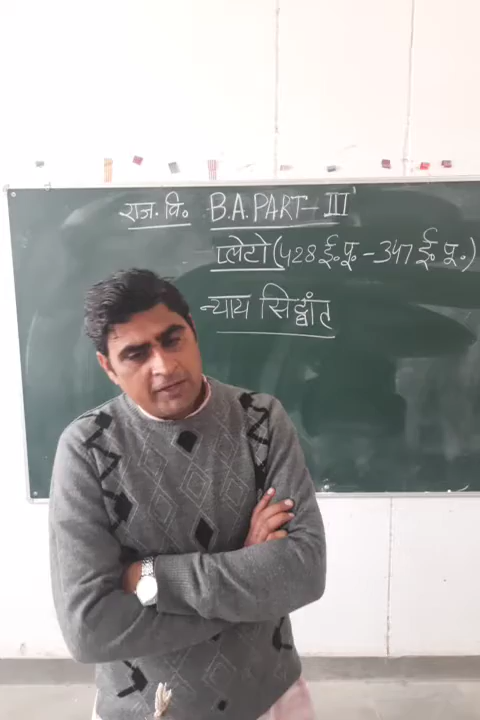 राज. वि. B.A. PART-III
प्लेटो (428 ई.पू. - 347 ई.पू.)
न्याय सिद्धांत